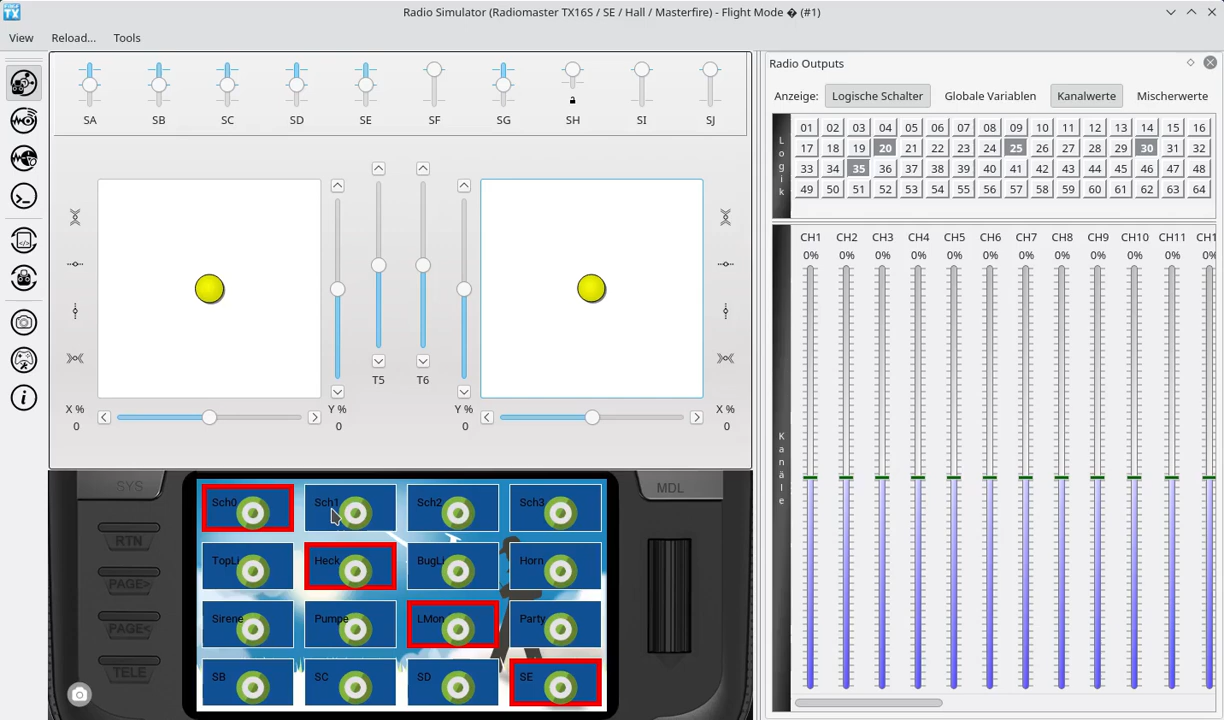 Radio Simulator (Radiomaster TX16S / SE / Hall / Masterfire) - Flight Mode � (#1)
View Reload... Tools
SA SB SC SD SE SF SG SH SI SJ
T5 T6
X % Y % Y % X %
0 0 0 0
SYS MDL
RTN
PAGE>
PAGE<
TELE
Sch0 Sch1 Sch2 Sch3
TopLi Heck BugLi Horn
Sirene Pumpe LMon Party
SB SC SD SE
Radio Outputs
Anzeige: Logische Schalter Globale Variablen Kanalwerte Mischerwerte
Logik
01 02 03 04 05 06 07 08 09 10 11 12 13 14 15 16
17 18 19 20 21 22 23 24 25 26 27 28 29 30 31 32
33 34 35 36 37 38 39 40 41 42 43 44 45 46 47 48
49 50 51 52 53 54 55 56 57 58 59 60 61 62 63 64
Kanäle
CH1 CH2 CH3 CH4 CH5 CH6 CH7 CH8 CH9 CH10 CH11 CH1
0% 0% 0% 0% 0% 0% 0% 0% 0% 0% 0% 0%